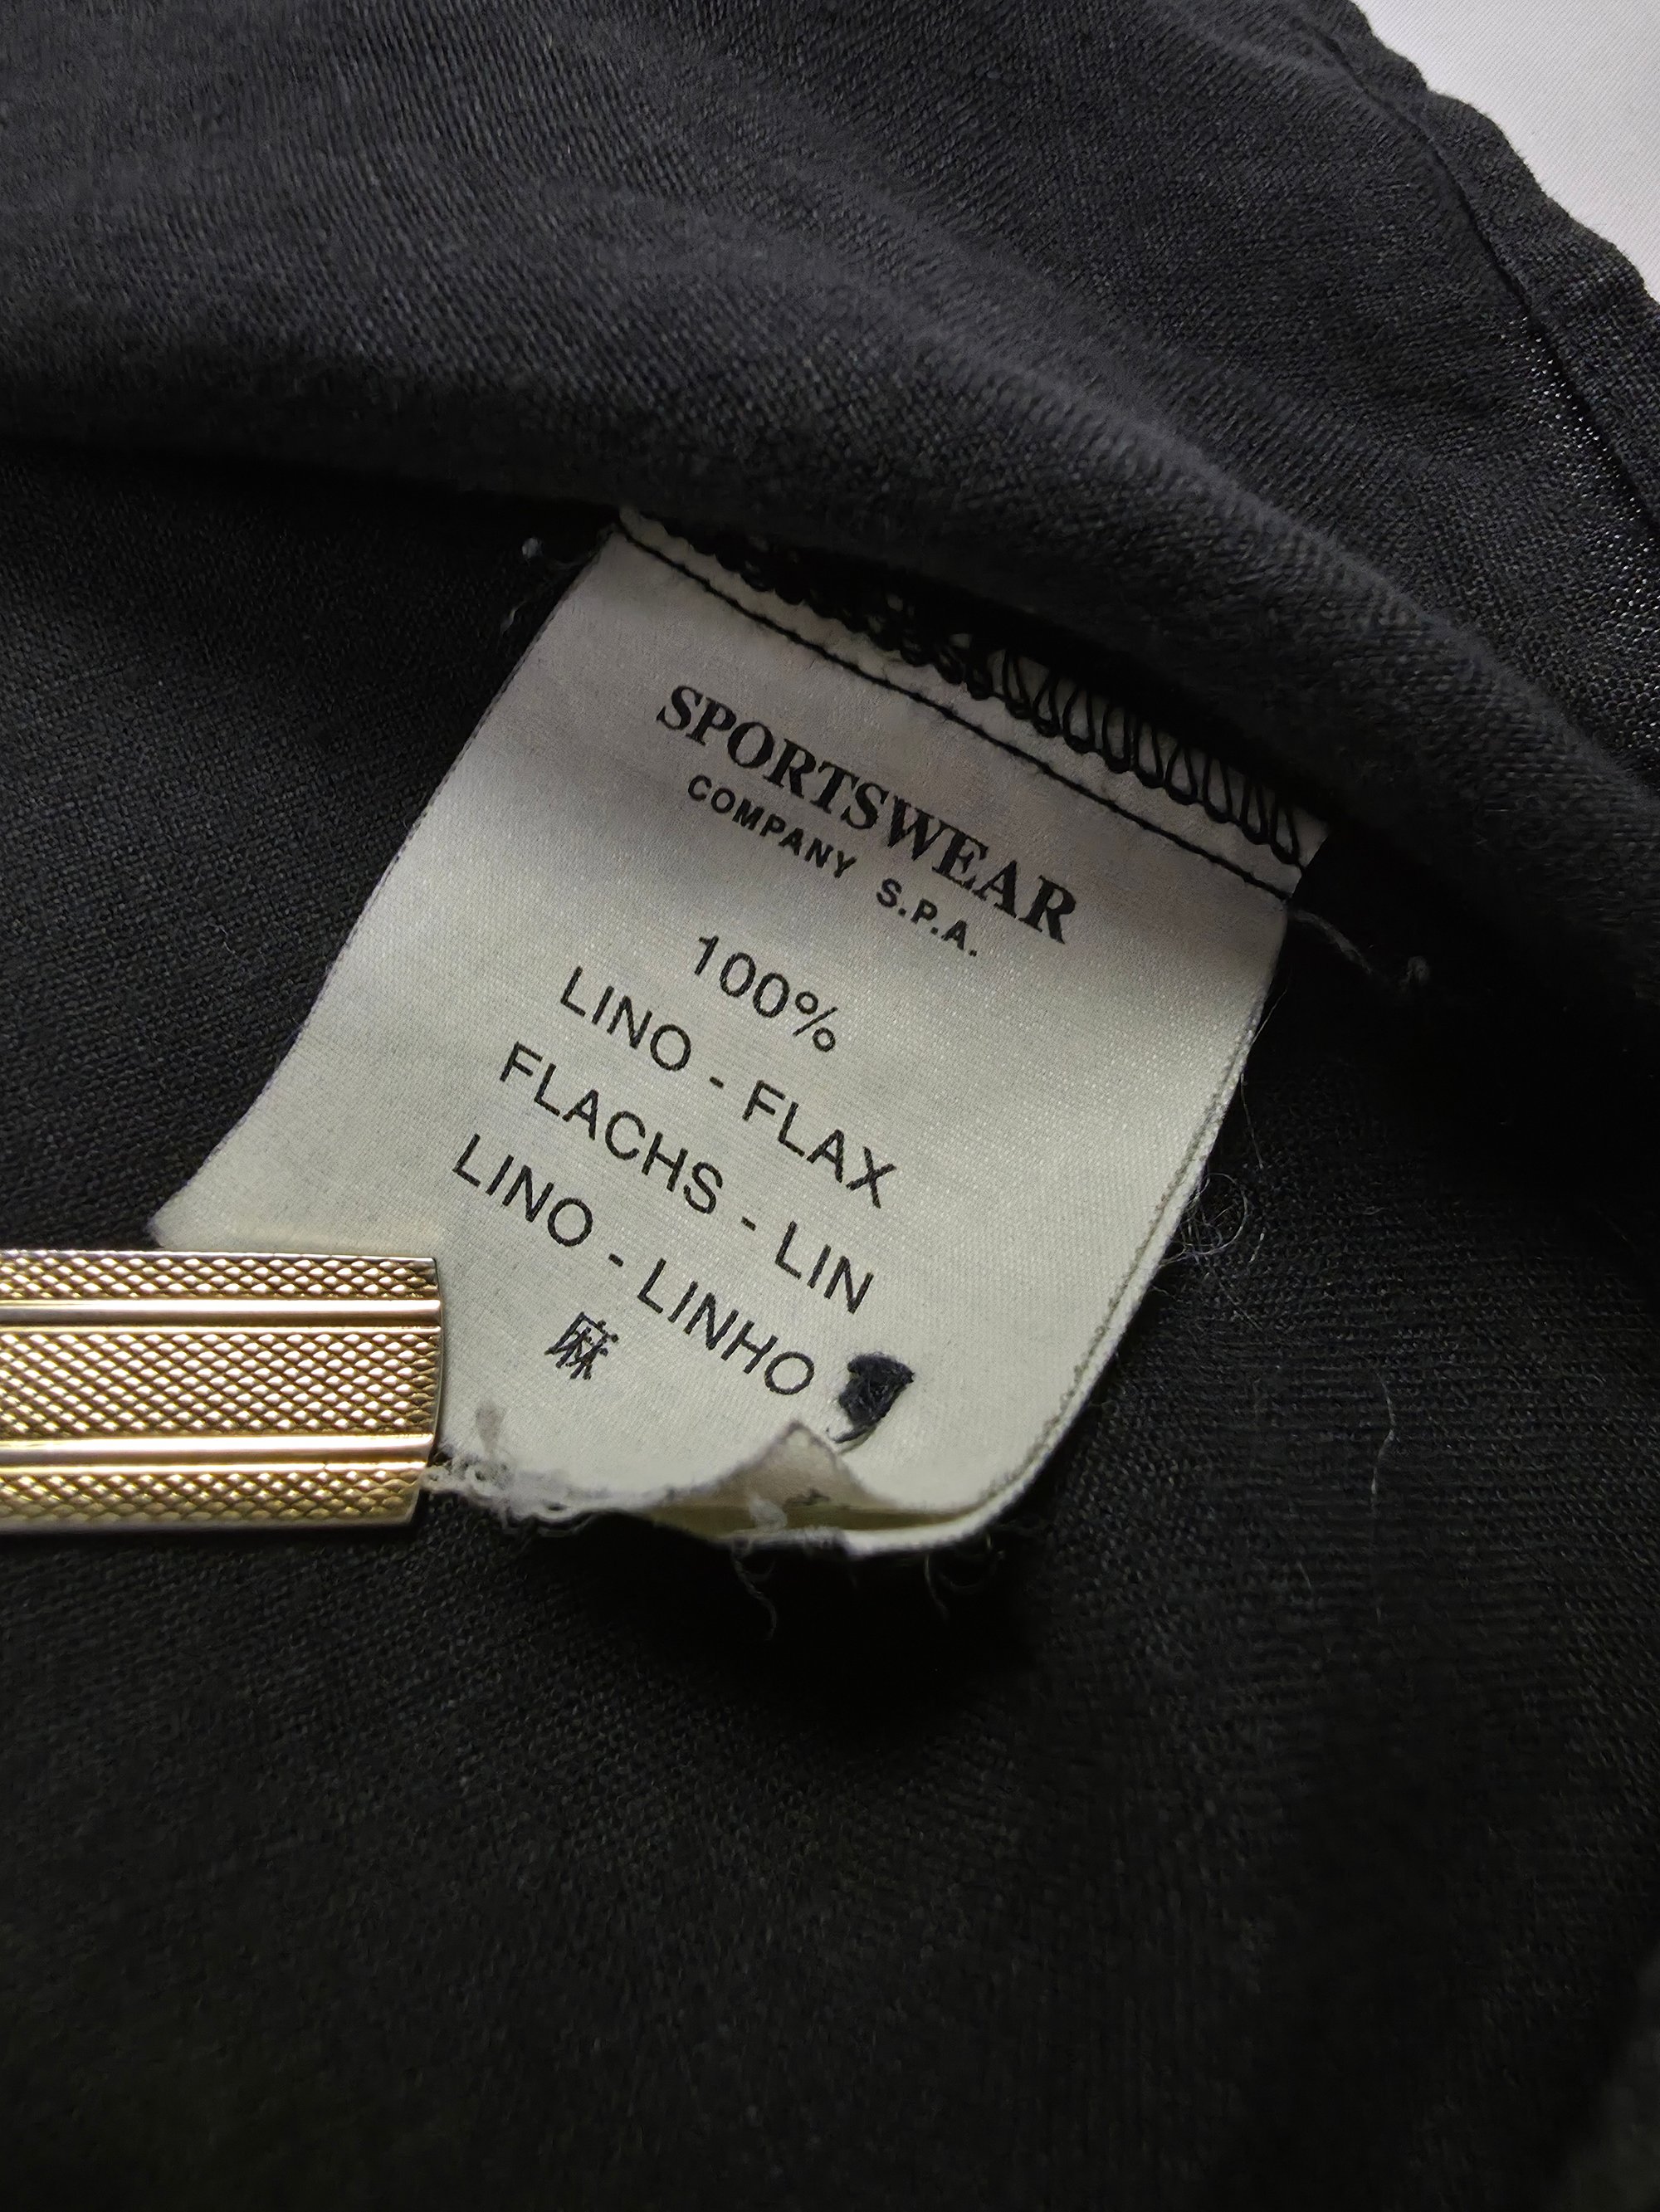 SPORTSWEAR
COMPANY S.P.A.
100%
LINO - FLAX
FLACHS - LIN
LINO - LINHO
麻